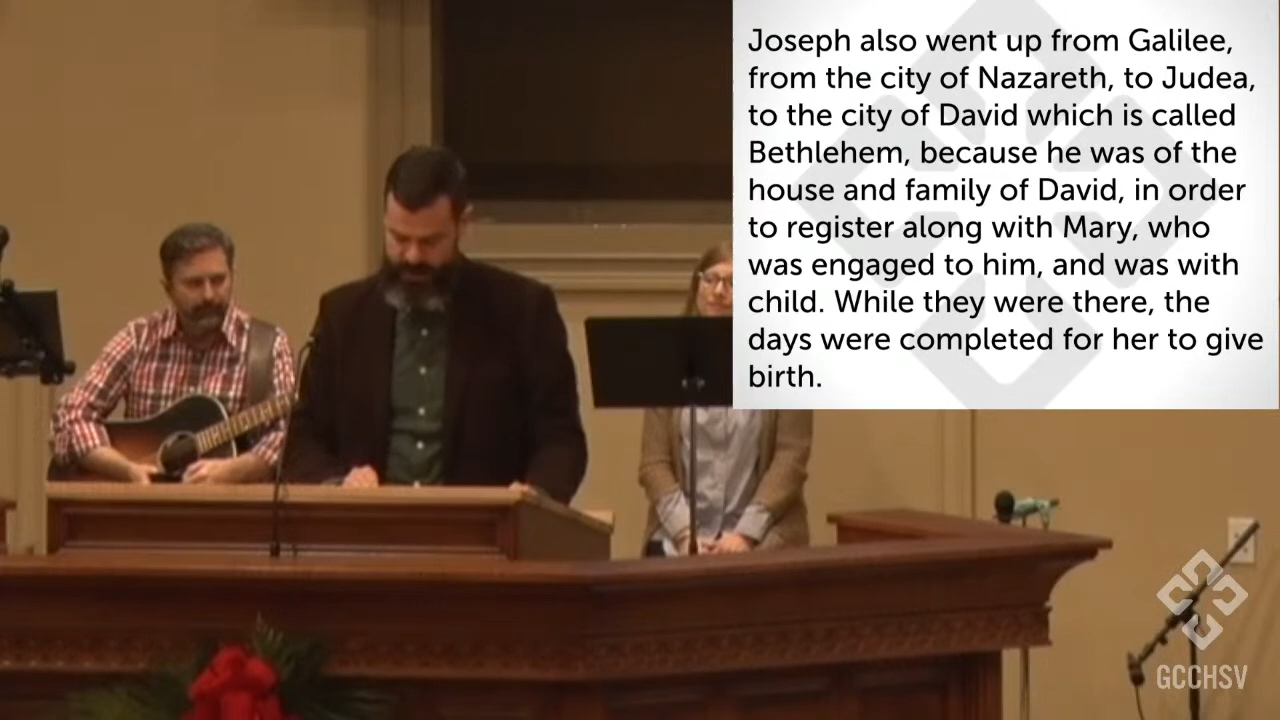 Joseph also went up from Galilee,
from the city of Nazareth, to Judea,
to the city of David which is called
Bethlehem, because he was of the
house and family of David, in order
to register along with Mary, who
was engaged to him, and was with
child. While they were there, the
days were completed for her to give
birth.
GCCHSV